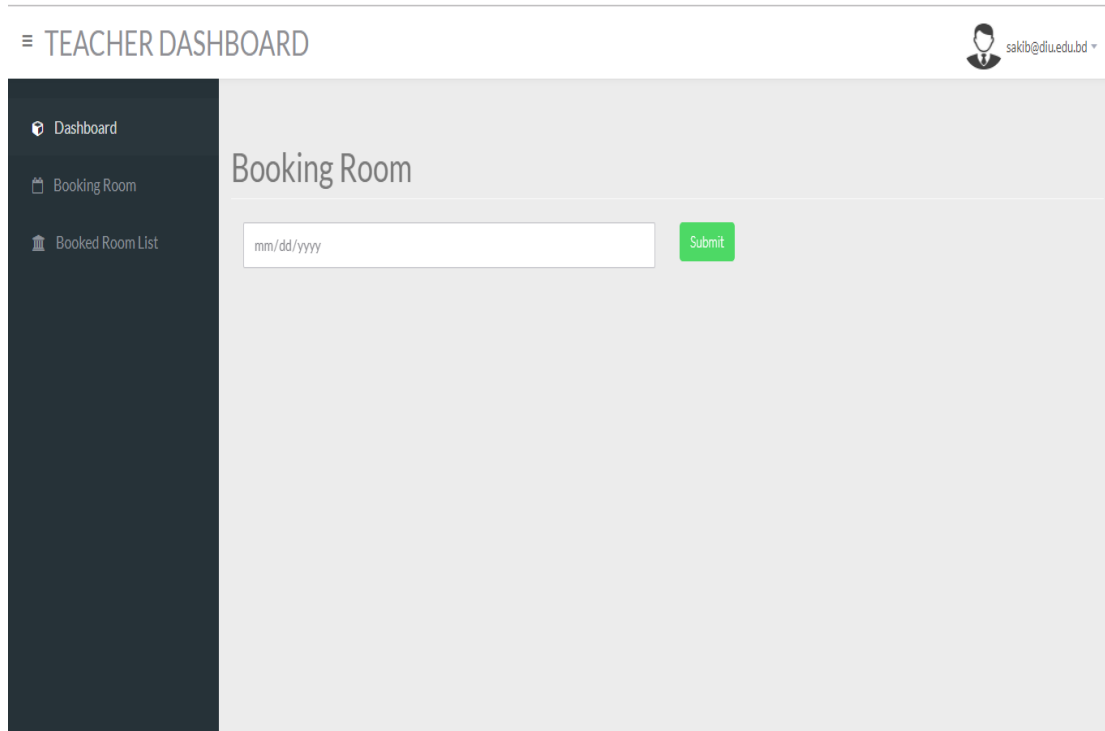 TEACHER DASHBOARD
sakib@diu.edu.bd
Dashboard
Booking Room
Booked Room List
Booking Room
mm/dd/yyyy
Submit